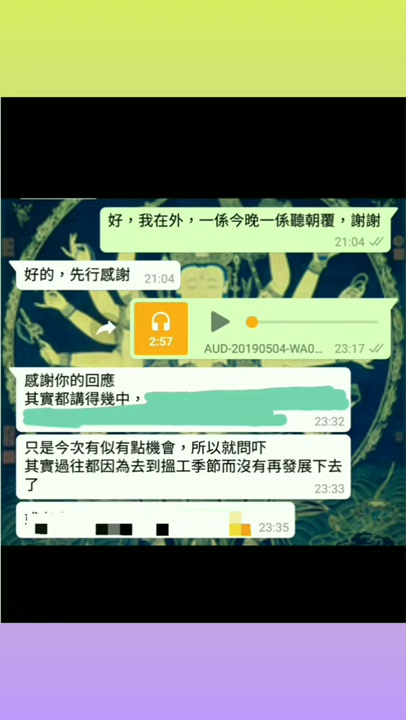 好，我在外，一係今晚一係聽朝覆，謝謝
21:04
好的，先行感謝
21:04
2:57
AUD-20190504-WA0...
23:17
感謝你的回應
其實都講得幾中，
23:32
只是今次有似有點機會，所以就問吓
其實過往都因為去到搵工季節而沒有再發展下去
了
23:33
23:35